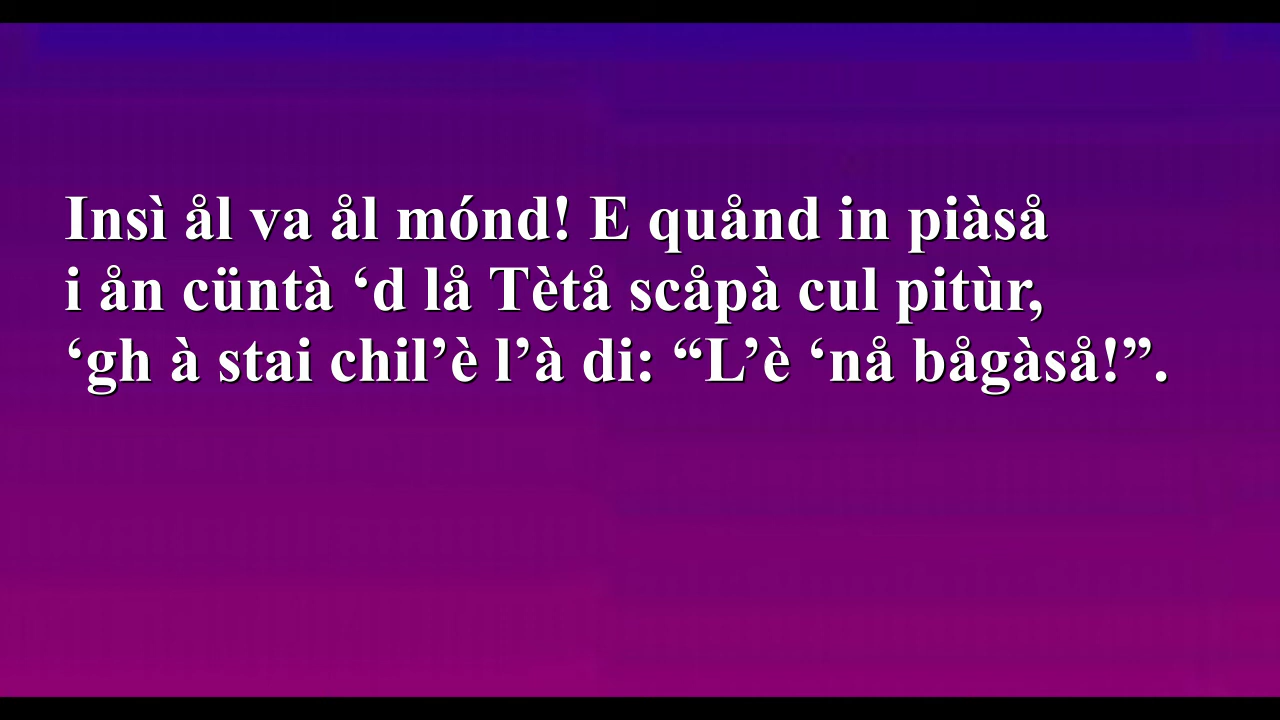 Insì ål va ål mónd! E quånd in piàså
i ån cüntà ‘d lå Tètå scåpà cul pitùr,
‘gh à stai chil’è l’à di: “L’è ‘nå bågàså!”.